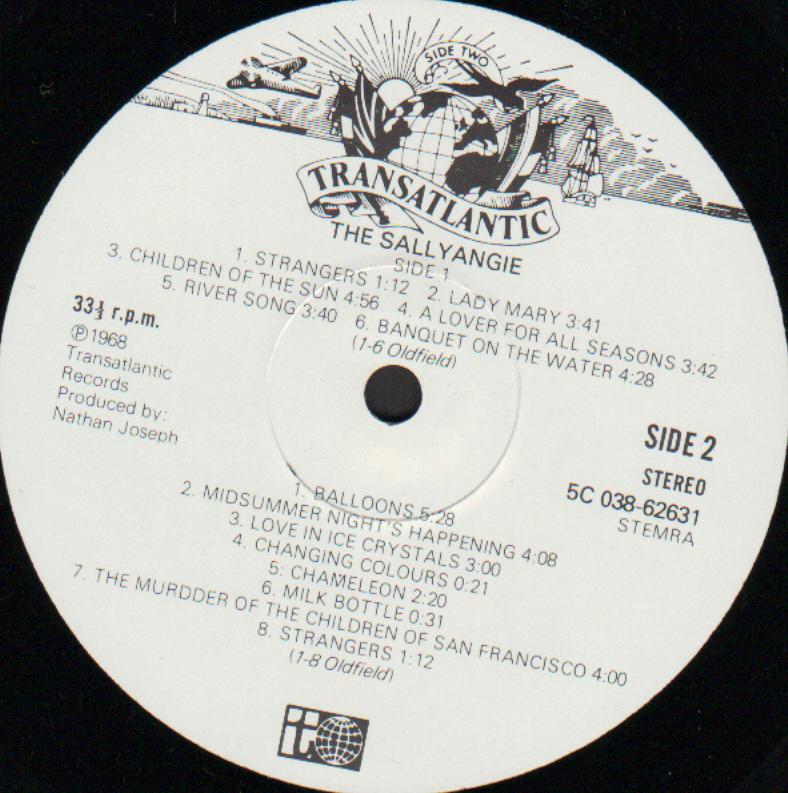 SIDE TWO
TRANSATLANTIC
THE SALLYANGIE
SIDE 1
1. STRANGERS 1:12 2. LADY MARY 3:41
3. CHILDREN OF THE SUN 4:56 4. A LOVER FOR ALL SEASONS 3:42
5. RIVER SONG 3:40 6. BANQUET ON THE WATER 4:28
(1-6 Oldfield)
33⅓ r.p.m.
Ⓟ1968
Transatlantic
Records
Produced by:
Nathan Joseph
SIDE 2
STEREO
5C 038-62631
STEMRA
1. BALLOONS 5:28
2. MIDSUMMER NIGHT'S HAPPENING 4:08
3. LOVE IN ICE CRYSTALS 3:00
4. CHANGING COLOURS 0:21
5: CHAMELEON 2:20
6. MILK BOTTLE 0:31
7. THE MURDDER OF THE CHILDREN OF SAN FRANCISCO 4:00
8. STRANGERS 1:12
(1-8 Oldfield)
it